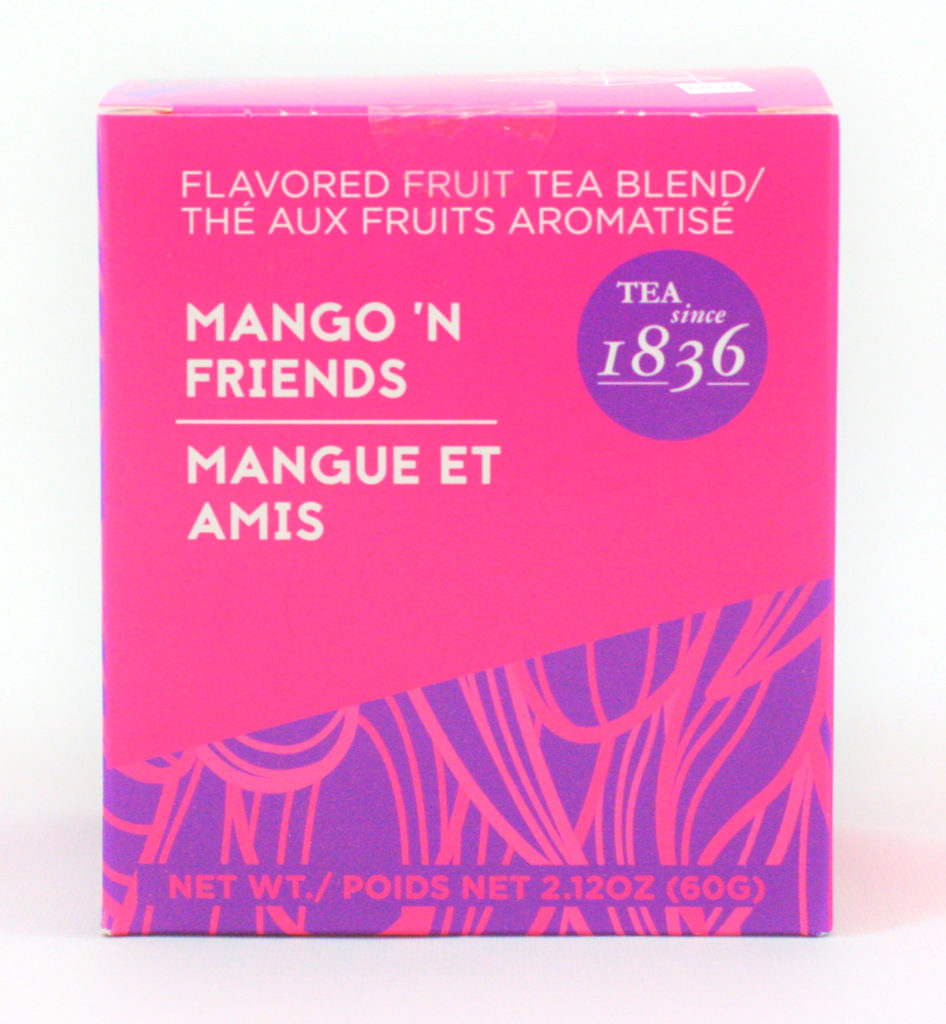 FLAVORED FRUIT TEA BLEND/
THÉ AUX FRUITS AROMATISÉ
TEA
since
1836
MANGO 'N
FRIENDS
MANGUE ET
AMIS
NET WT./ POIDS NET 2.12OZ (60G)